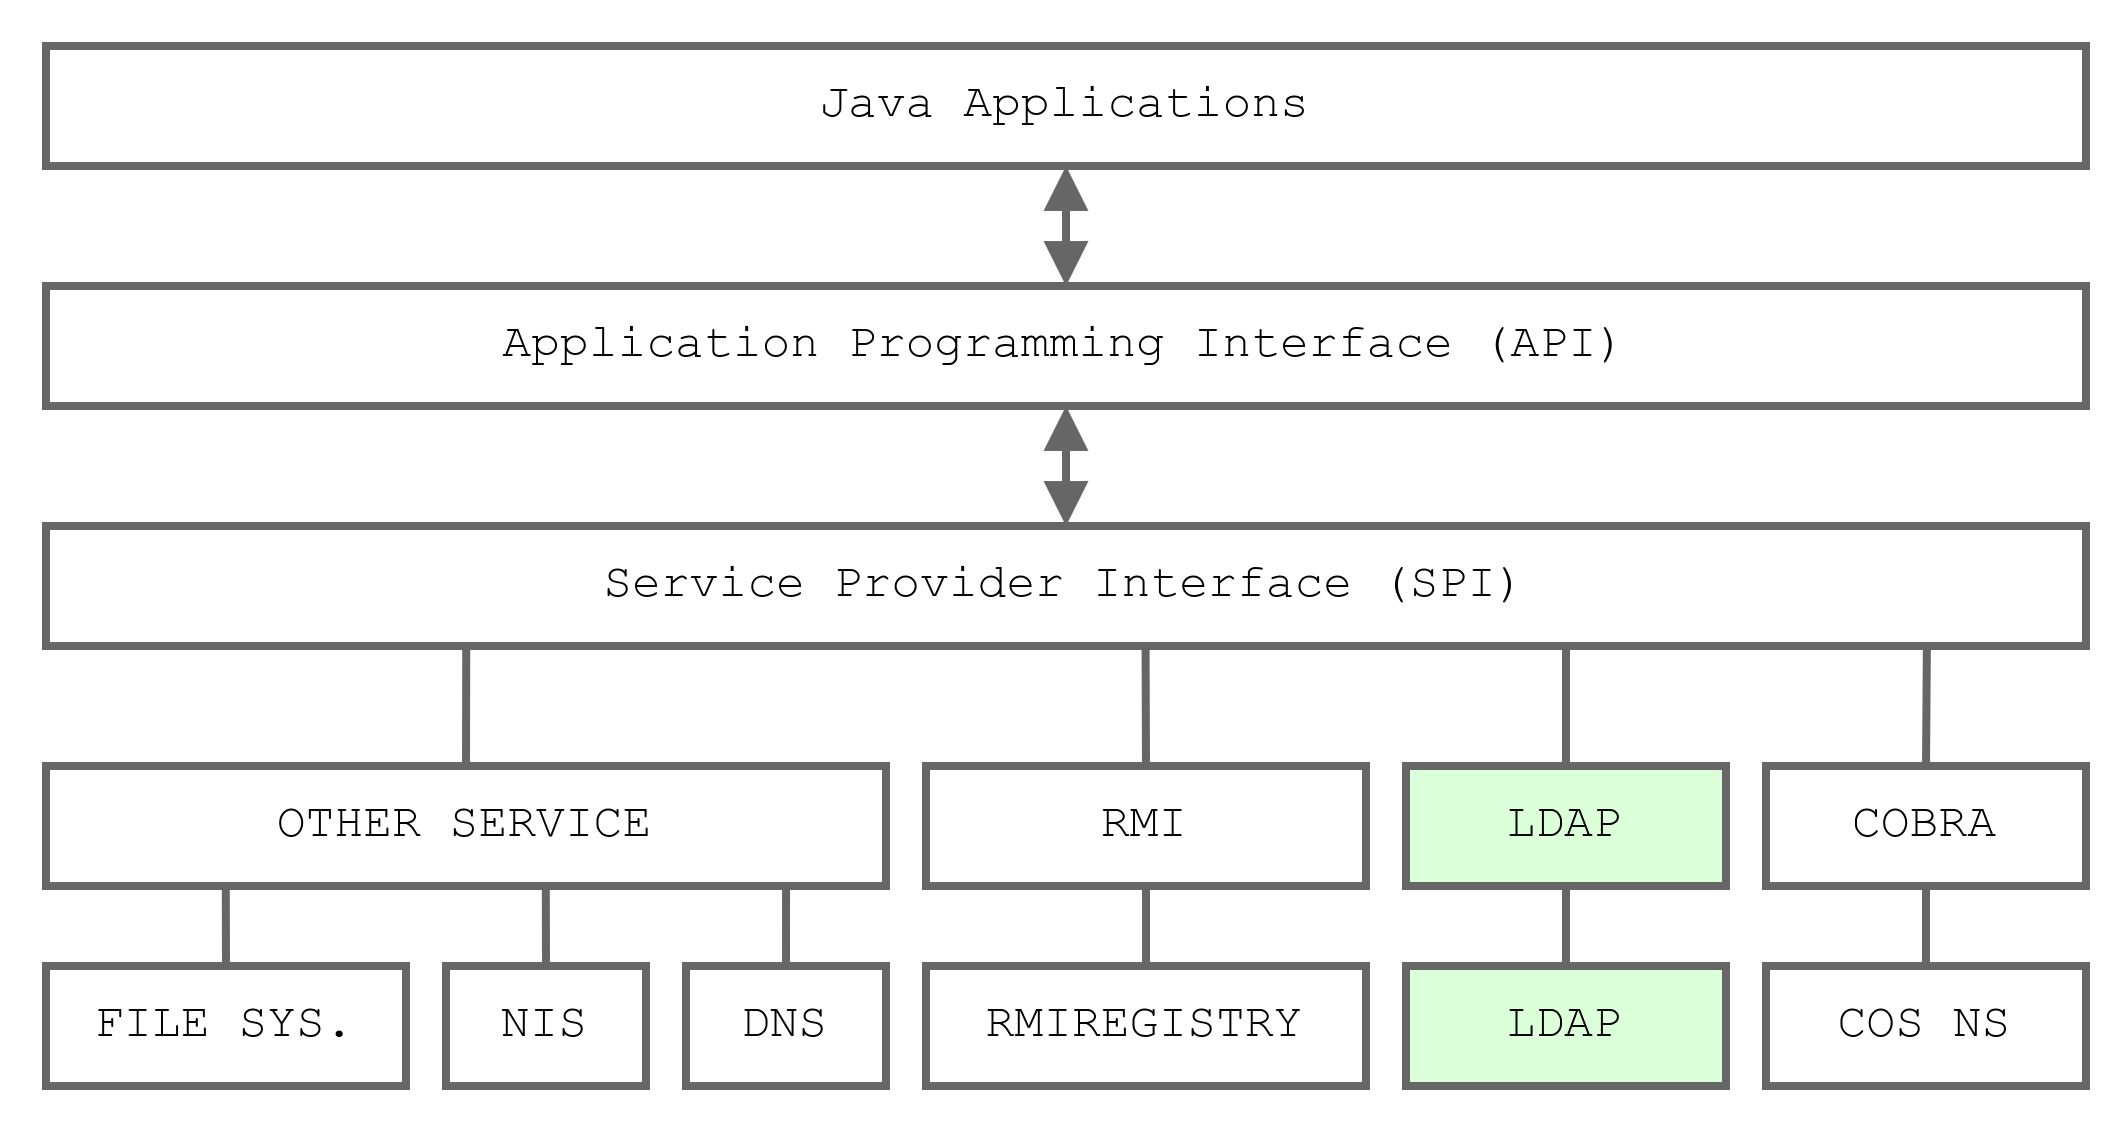 Java Applications
Application Programming Interface (API)
Service Provider Interface (SPI)
OTHER SERVICE
RMI
LDAP
COBRA
FILE SYS.
NIS
DNS
RMIREGISTRY
LDAP
COS NS